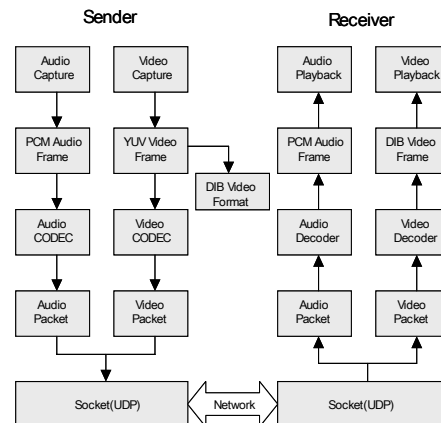 Sender
Receiver
Audio
Capture
Video
Capture
Audio
Playback
Video
Playback
PCM Audio
Frame
YUV Video
Frame
PCM Audio
Frame
DIB Video
Frame
DIB Video
Format
Audio
CODEC
Video
CODEC
Audio
Decoder
Video
Decoder
Audio
Packet
Video
Packet
Audio
Packet
Video
Packet
Socket(UDP)
Network
Socket(UDP)